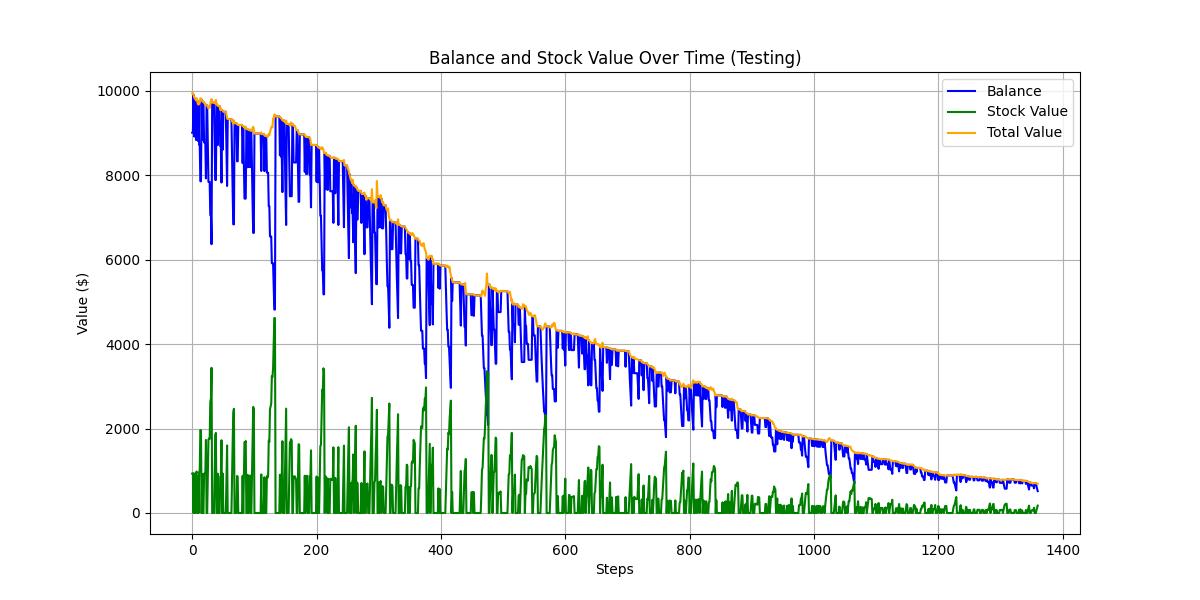 Balance and Stock Value Over Time (Testing)
Balance
Stock Value
Total Value
Value ($)
10000
8000
6000
4000
2000
0
0 200 400 600 800 1000 1200 1400
Steps